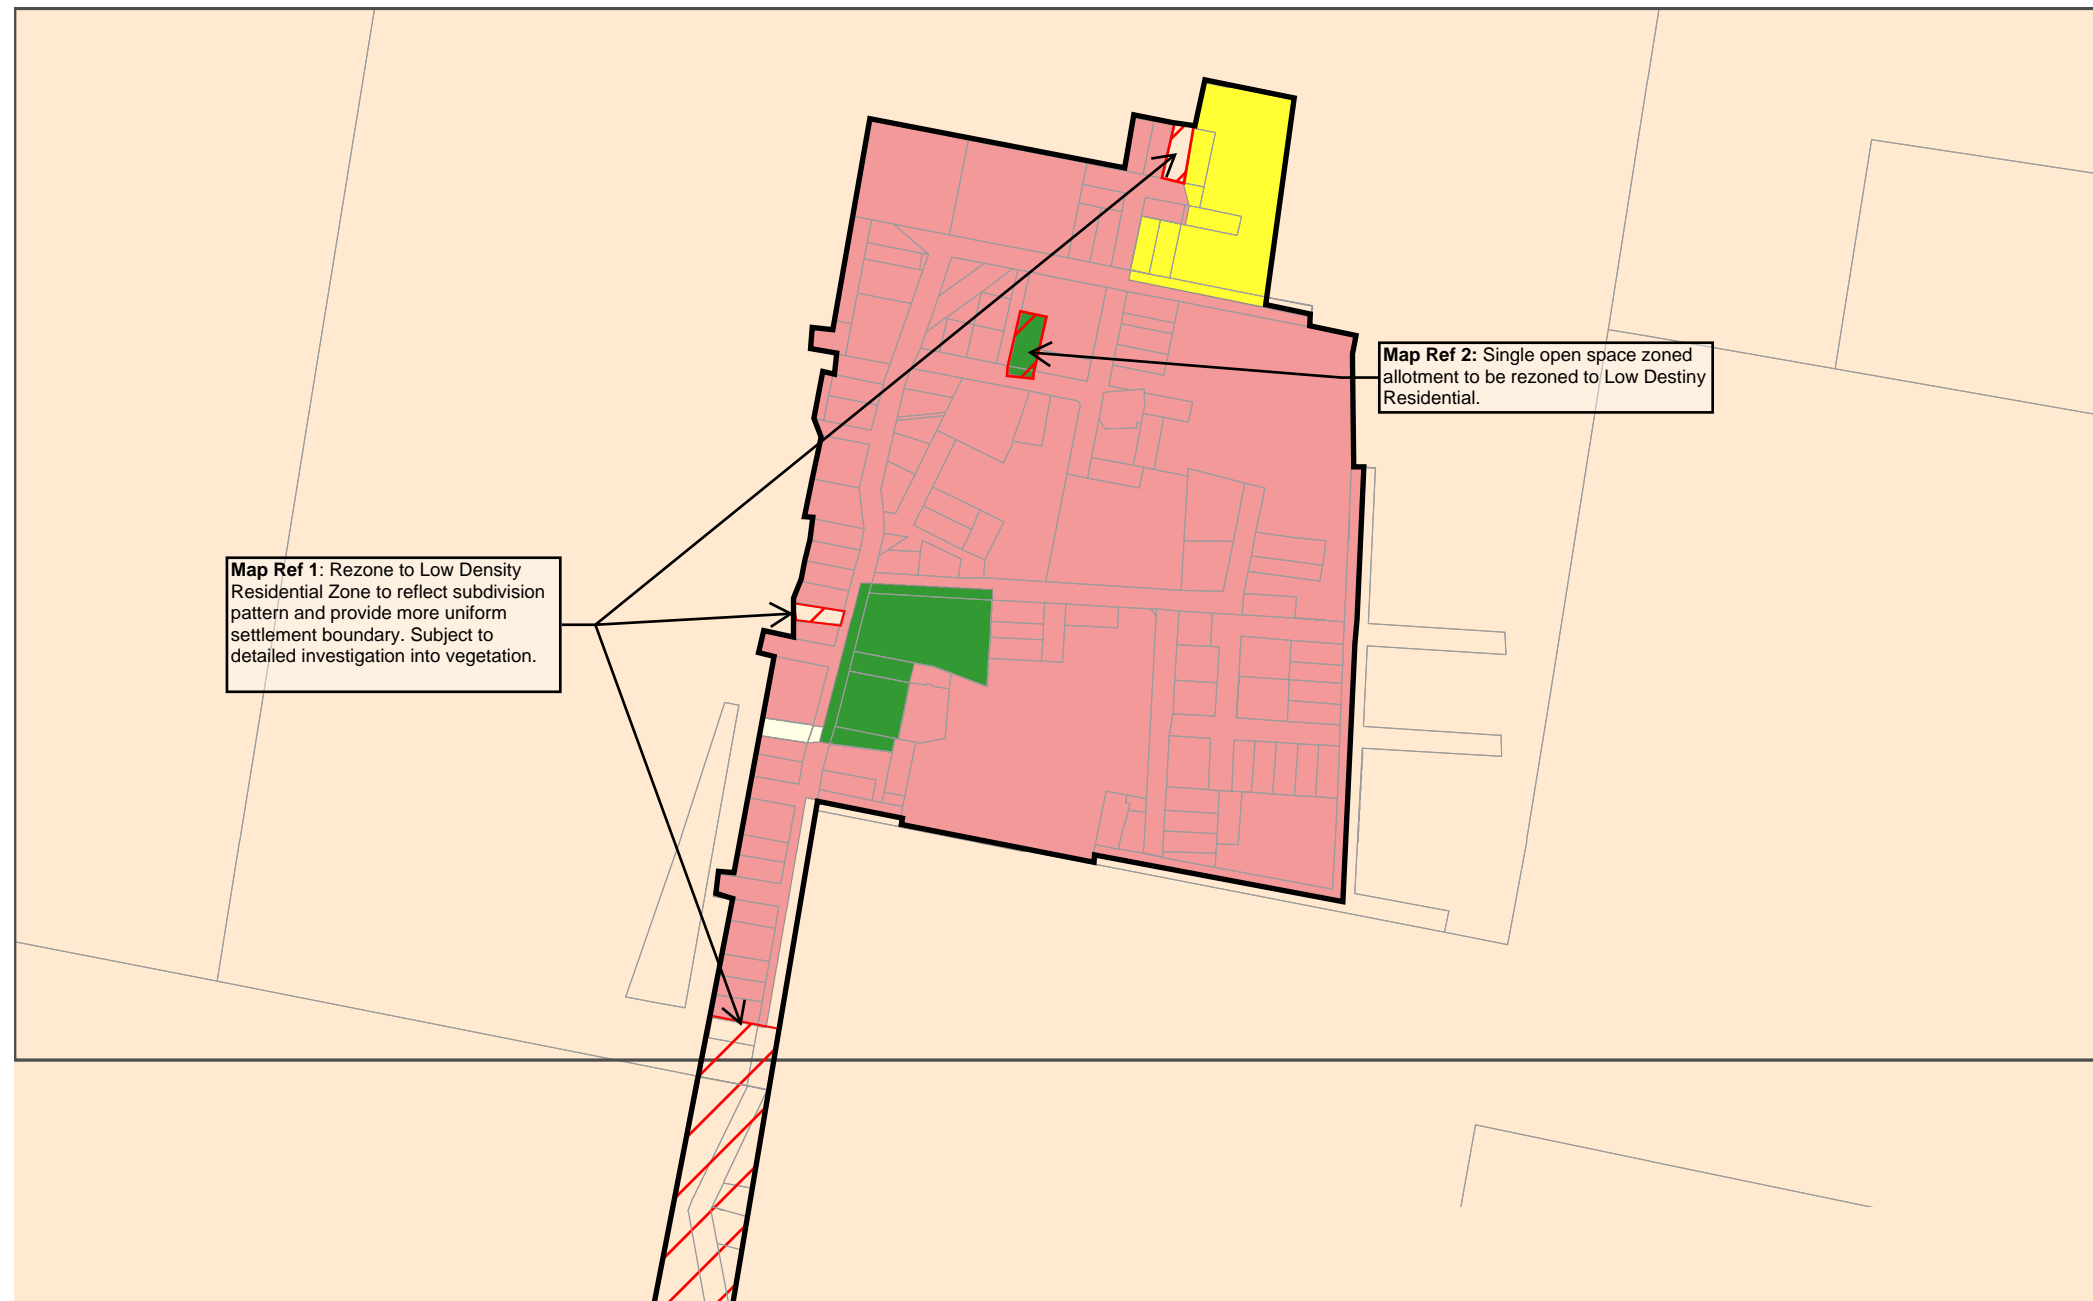 Map Ref 2: Single open space zoned
allotment to be rezoned to Low Destiny
Residential.
Map Ref 1: Rezone to Low Density
Residential Zone to reflect subdivision
pattern and provide more uniform
settlement boundary. Subject to
detailed investigation into vegetation.